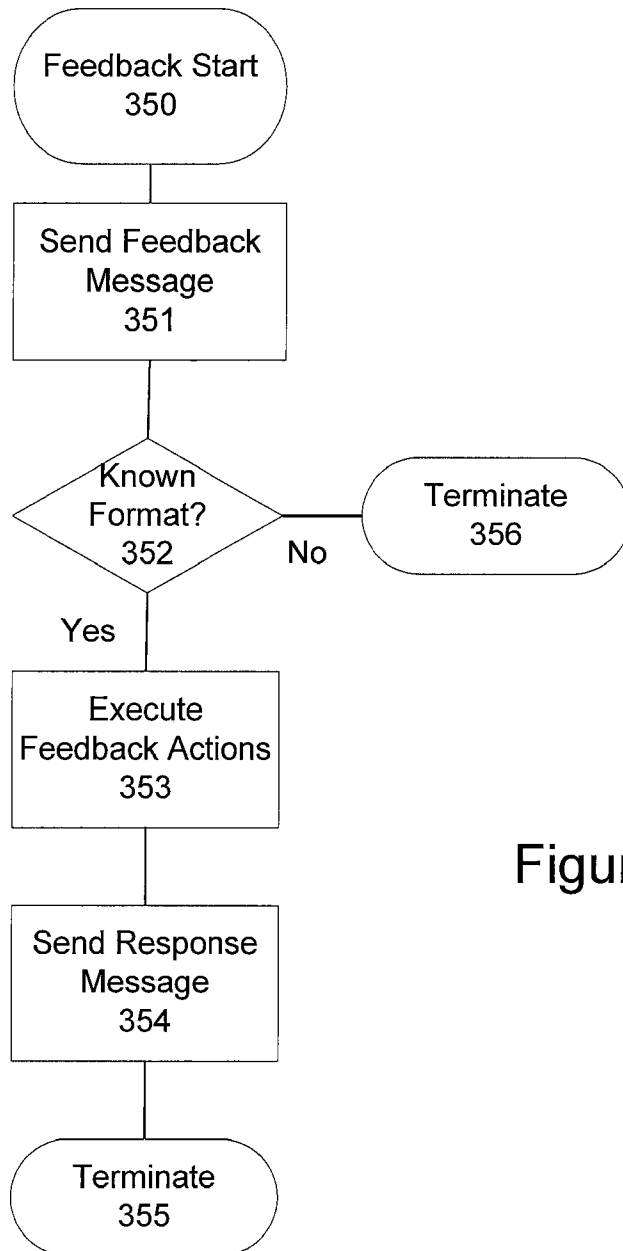 Feedback Start
350
Send Feedback
Message
351
Known
Format?
352
No
Terminate
356
Yes
Execute
Feedback Actions
353
Send Response
Message
354
Terminate
355